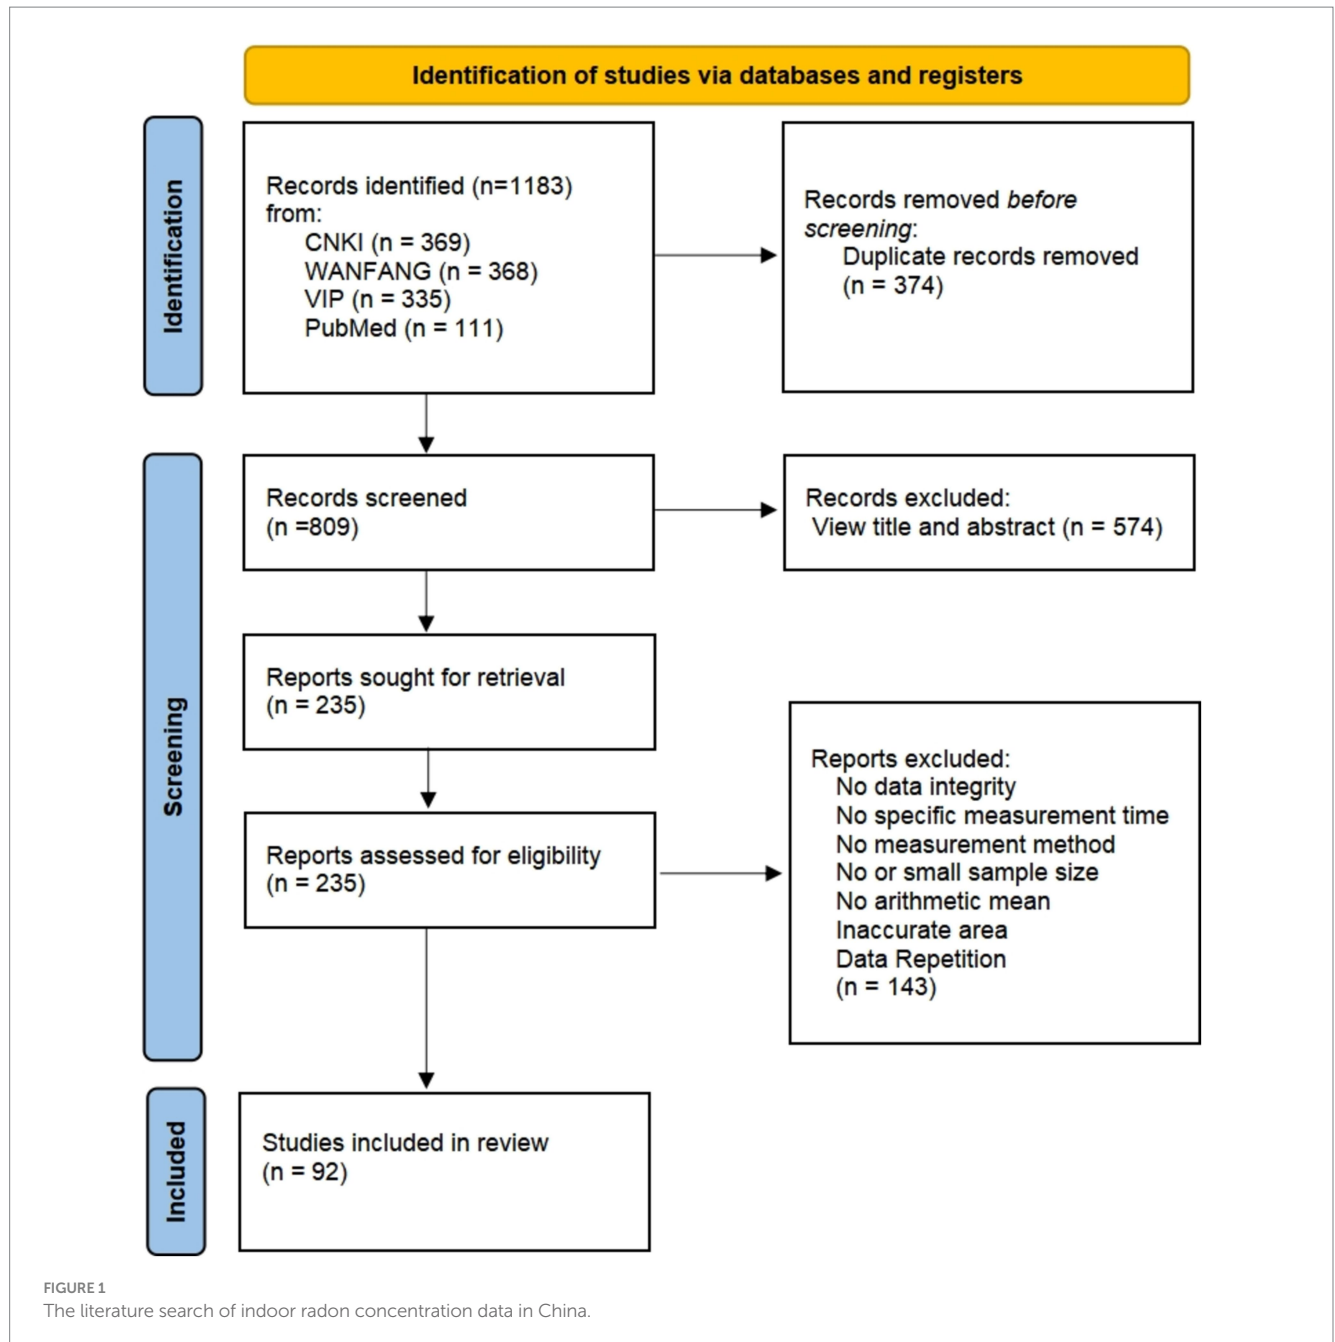 Identification of studies via databases and registers
Identification
Records identified (n=1183)
from:
CNKI (n = 369)
WANFANG (n = 368)
VIP (n = 335)
PubMed (n = 111)
Records removed before
screening:
Duplicate records removed
(n = 374)
Screening
Records screened
(n =809)
Records excluded:
View title and abstract (n = 574)
Reports sought for retrieval
(n = 235)
Reports assessed for eligibility
(n = 235)
Reports excluded:
No data integrity
No specific measurement time
No measurement method
No or small sample size
No arithmetic mean
Inaccurate area
Data Repetition
(n = 143)
Included
Studies included in review
(n = 92)
FIGURE 1
The literature search of indoor radon concentration data in China.